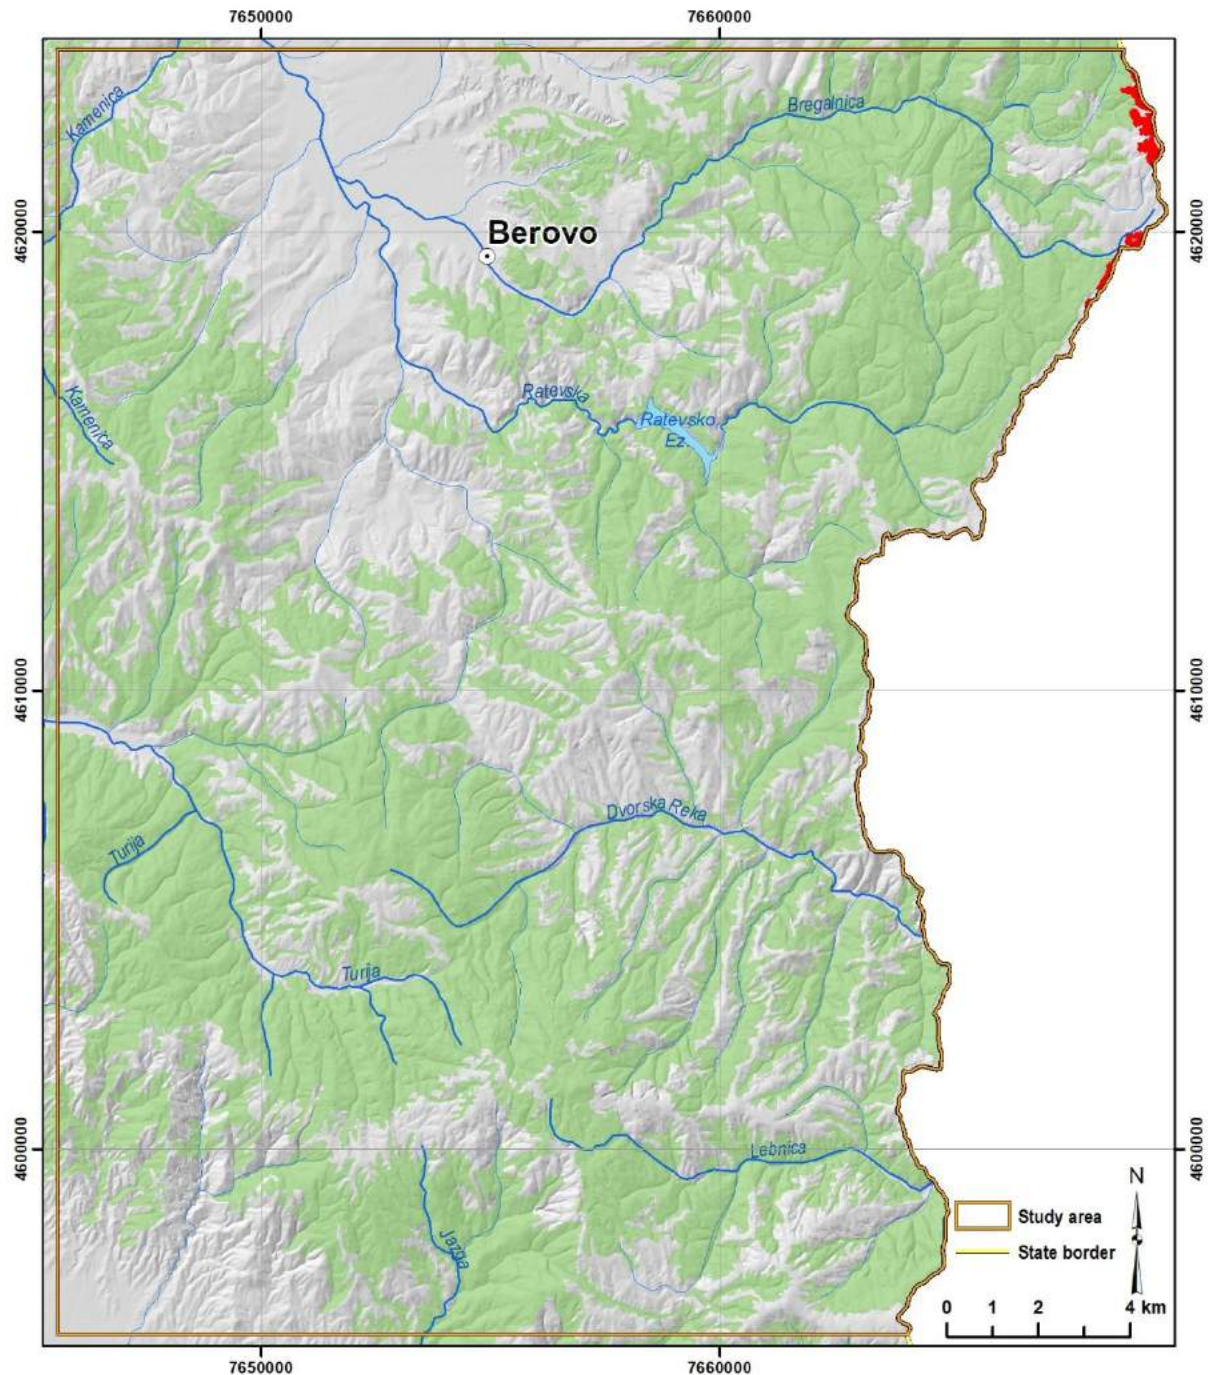 7650000
7660000
Kamenica
Bregalnica
4620000
4620000
Berovo
Kamenica
Ratevska
Ratevsko
Ez.
4610000
4610000
Dvorska Reka
Turija
Turija
4600000
4600000
Lebnica
N
Study area
Jazga
State border
0 1 2 4 km
7650000
7660000